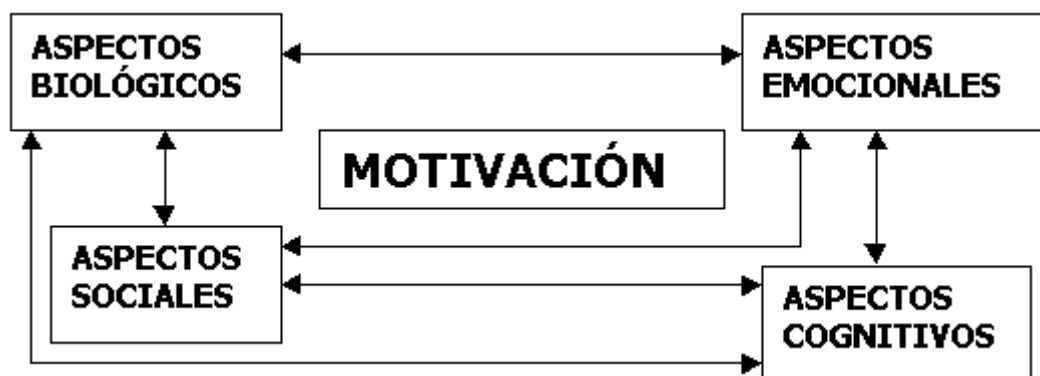 ASPECTOS
BIOLÓGICOS
ASPECTOS
EMOCIONALES
MOTIVACIÓN
ASPECTOS
SOCIALES
ASPECTOS
COGNITIVOS